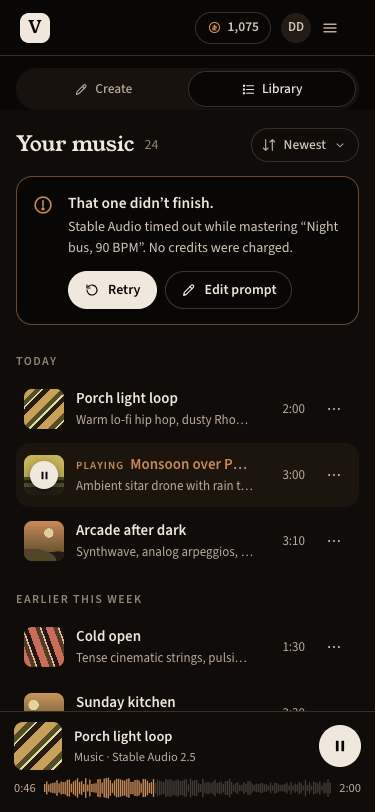 V
1,075
DD
Create
Library
Your music 24
Newest
That one didn’t finish.
Stable Audio timed out while mastering “Night
bus, 90 BPM”. No credits were charged.
Retry
Edit prompt
TODAY
Porch light loop
Warm lo-fi hip hop, dusty Rho…
2:00
PLAYING Monsoon over P…
Ambient sitar drone with rain t…
3:00
Arcade after dark
Synthwave, analog arpeggios, …
3:10
EARLIER THIS WEEK
Cold open
Tense cinematic strings, pulsi…
1:30
Sunday kitchen
Porch light loop
Music · Stable Audio 2.5
0:46
2:00